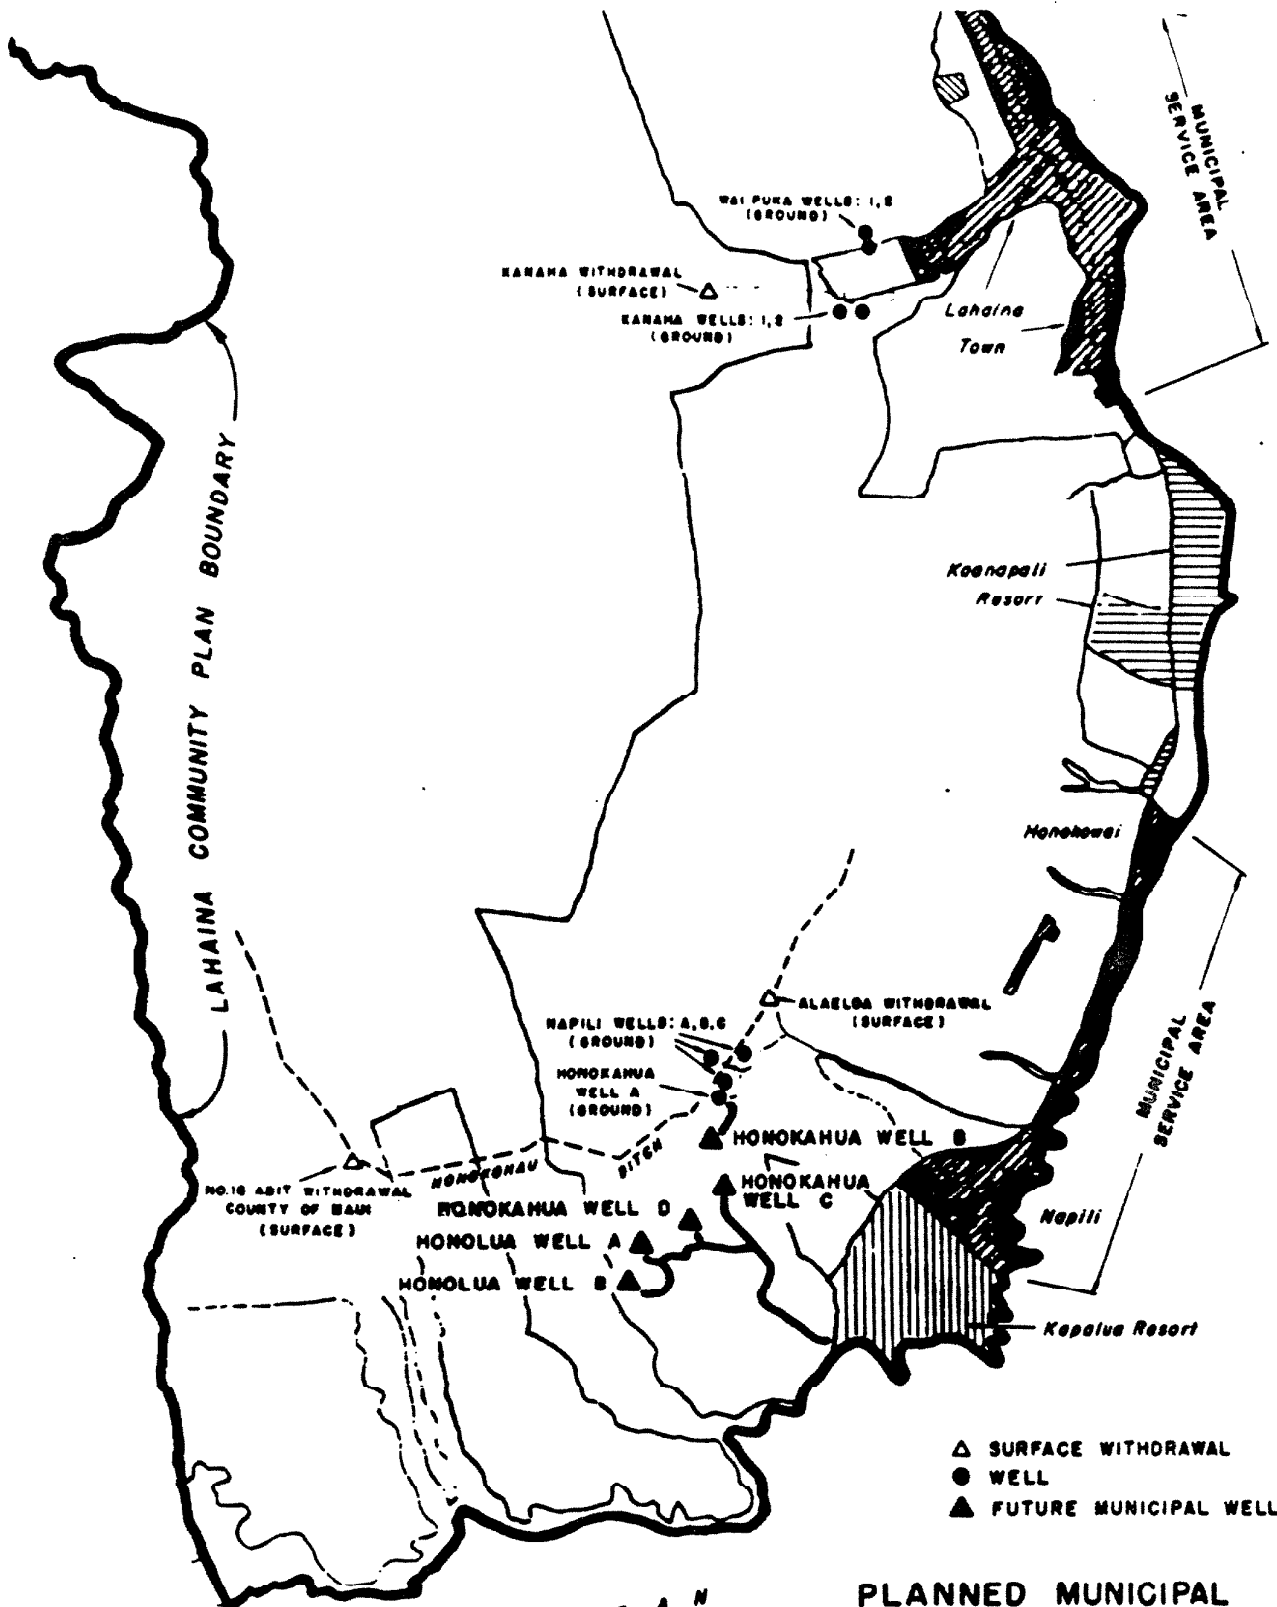 MUNICIPAL
SERVICE AREA
WAI PUKA WELLS: 1,2
(GROUND)
KANAHA WITHDRAWAL
(SURFACE)
KANAHA WELLS: 1,2
(GROUND)
Lahaina
Town
LAHAINA COMMUNITY PLAN BOUNDARY
Kaanapali
Resort
Honokowai
ALAELOA WITHDRAWAL
(SURFACE)
NAPILI WELLS: A,B,C
(GROUND)
HONOKAHUA
WELL A
(GROUND)
MUNICIPAL
SERVICE AREA
HONOKAHUA WELL B
HONOKOHAU DITCH
HONOKAHUA
WELL C
NO.16 ADIT WITHDRAWAL
COUNTY OF MAUI
(SURFACE)
HONOKAHUA WELL D
HONOLUA WELL A
HONOLUA WELL B
Napili
Kapalua Resort
SURFACE WITHDRAWAL
WELL
FUTURE MUNICIPAL WELL
PLANNED MUNICIPAL